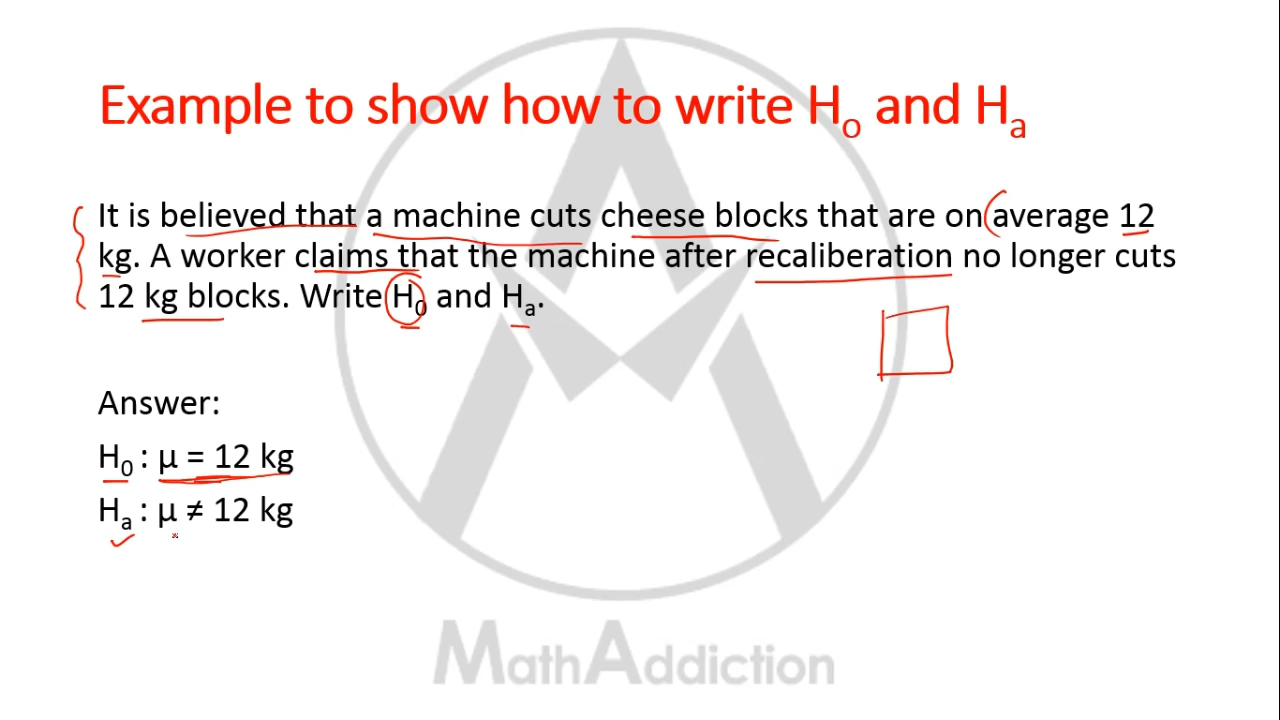 Example to show how to write Ho and Ha
It is believed that a machine cuts cheese blocks that are on average 12
kg. A worker claims that the machine after recaliberation no longer cuts
12 kg blocks. Write H0 and Ha.
Answer:
H0 : μ = 12 kg
Ha : μ ≠ 12 kg
MathAddiction